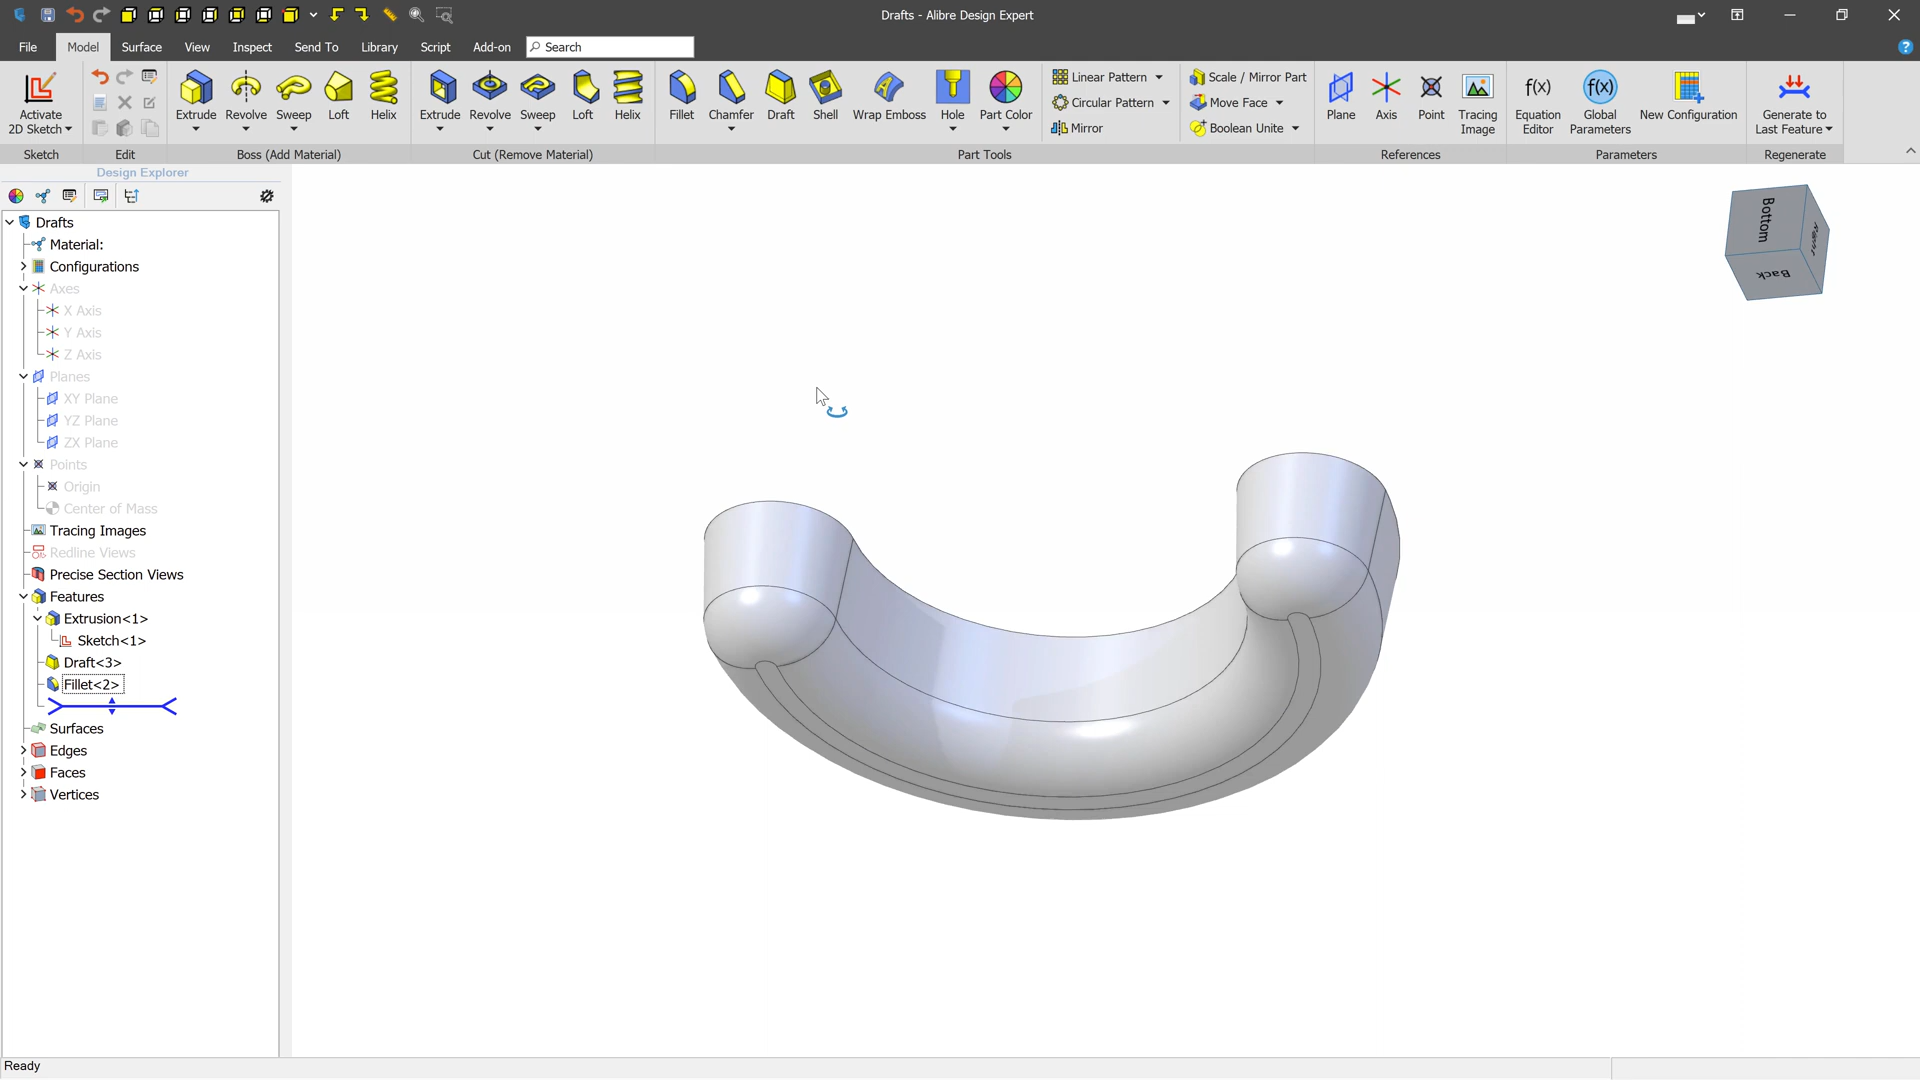 Drafts - Alibre Design Expert
File Model Surface View Inspect Send To Library Script Add-on Search
Activate
2D Sketch
Extrude Revolve Sweep Loft Helix
Extrude Revolve Sweep Loft Helix
Fillet Chamfer Draft Shell Wrap Emboss Hole Part Color
Linear Pattern
Circular Pattern
Mirror
Scale / Mirror Part
Move Face
Boolean Unite
Plane Axis Point Tracing
Image
f(x) Equation
Editor
f(x) Global
Parameters
New Configuration
Generate to
Last Feature
Sketch Edit Boss (Add Material) Cut (Remove Material) Part Tools References Parameters Regenerate
Design Explorer
Drafts
Material:
Configurations
Axes
X Axis
Y Axis
Z Axis
Planes
XY Plane
YZ Plane
ZX Plane
Points
Origin
Center of Mass
Tracing Images
Redline Views
Precise Section Views
Features
Extrusion<1>
Sketch<1>
Draft<3>
Fillet<2>
Surfaces
Edges
Faces
Vertices
Bottom
Right
Back
Ready